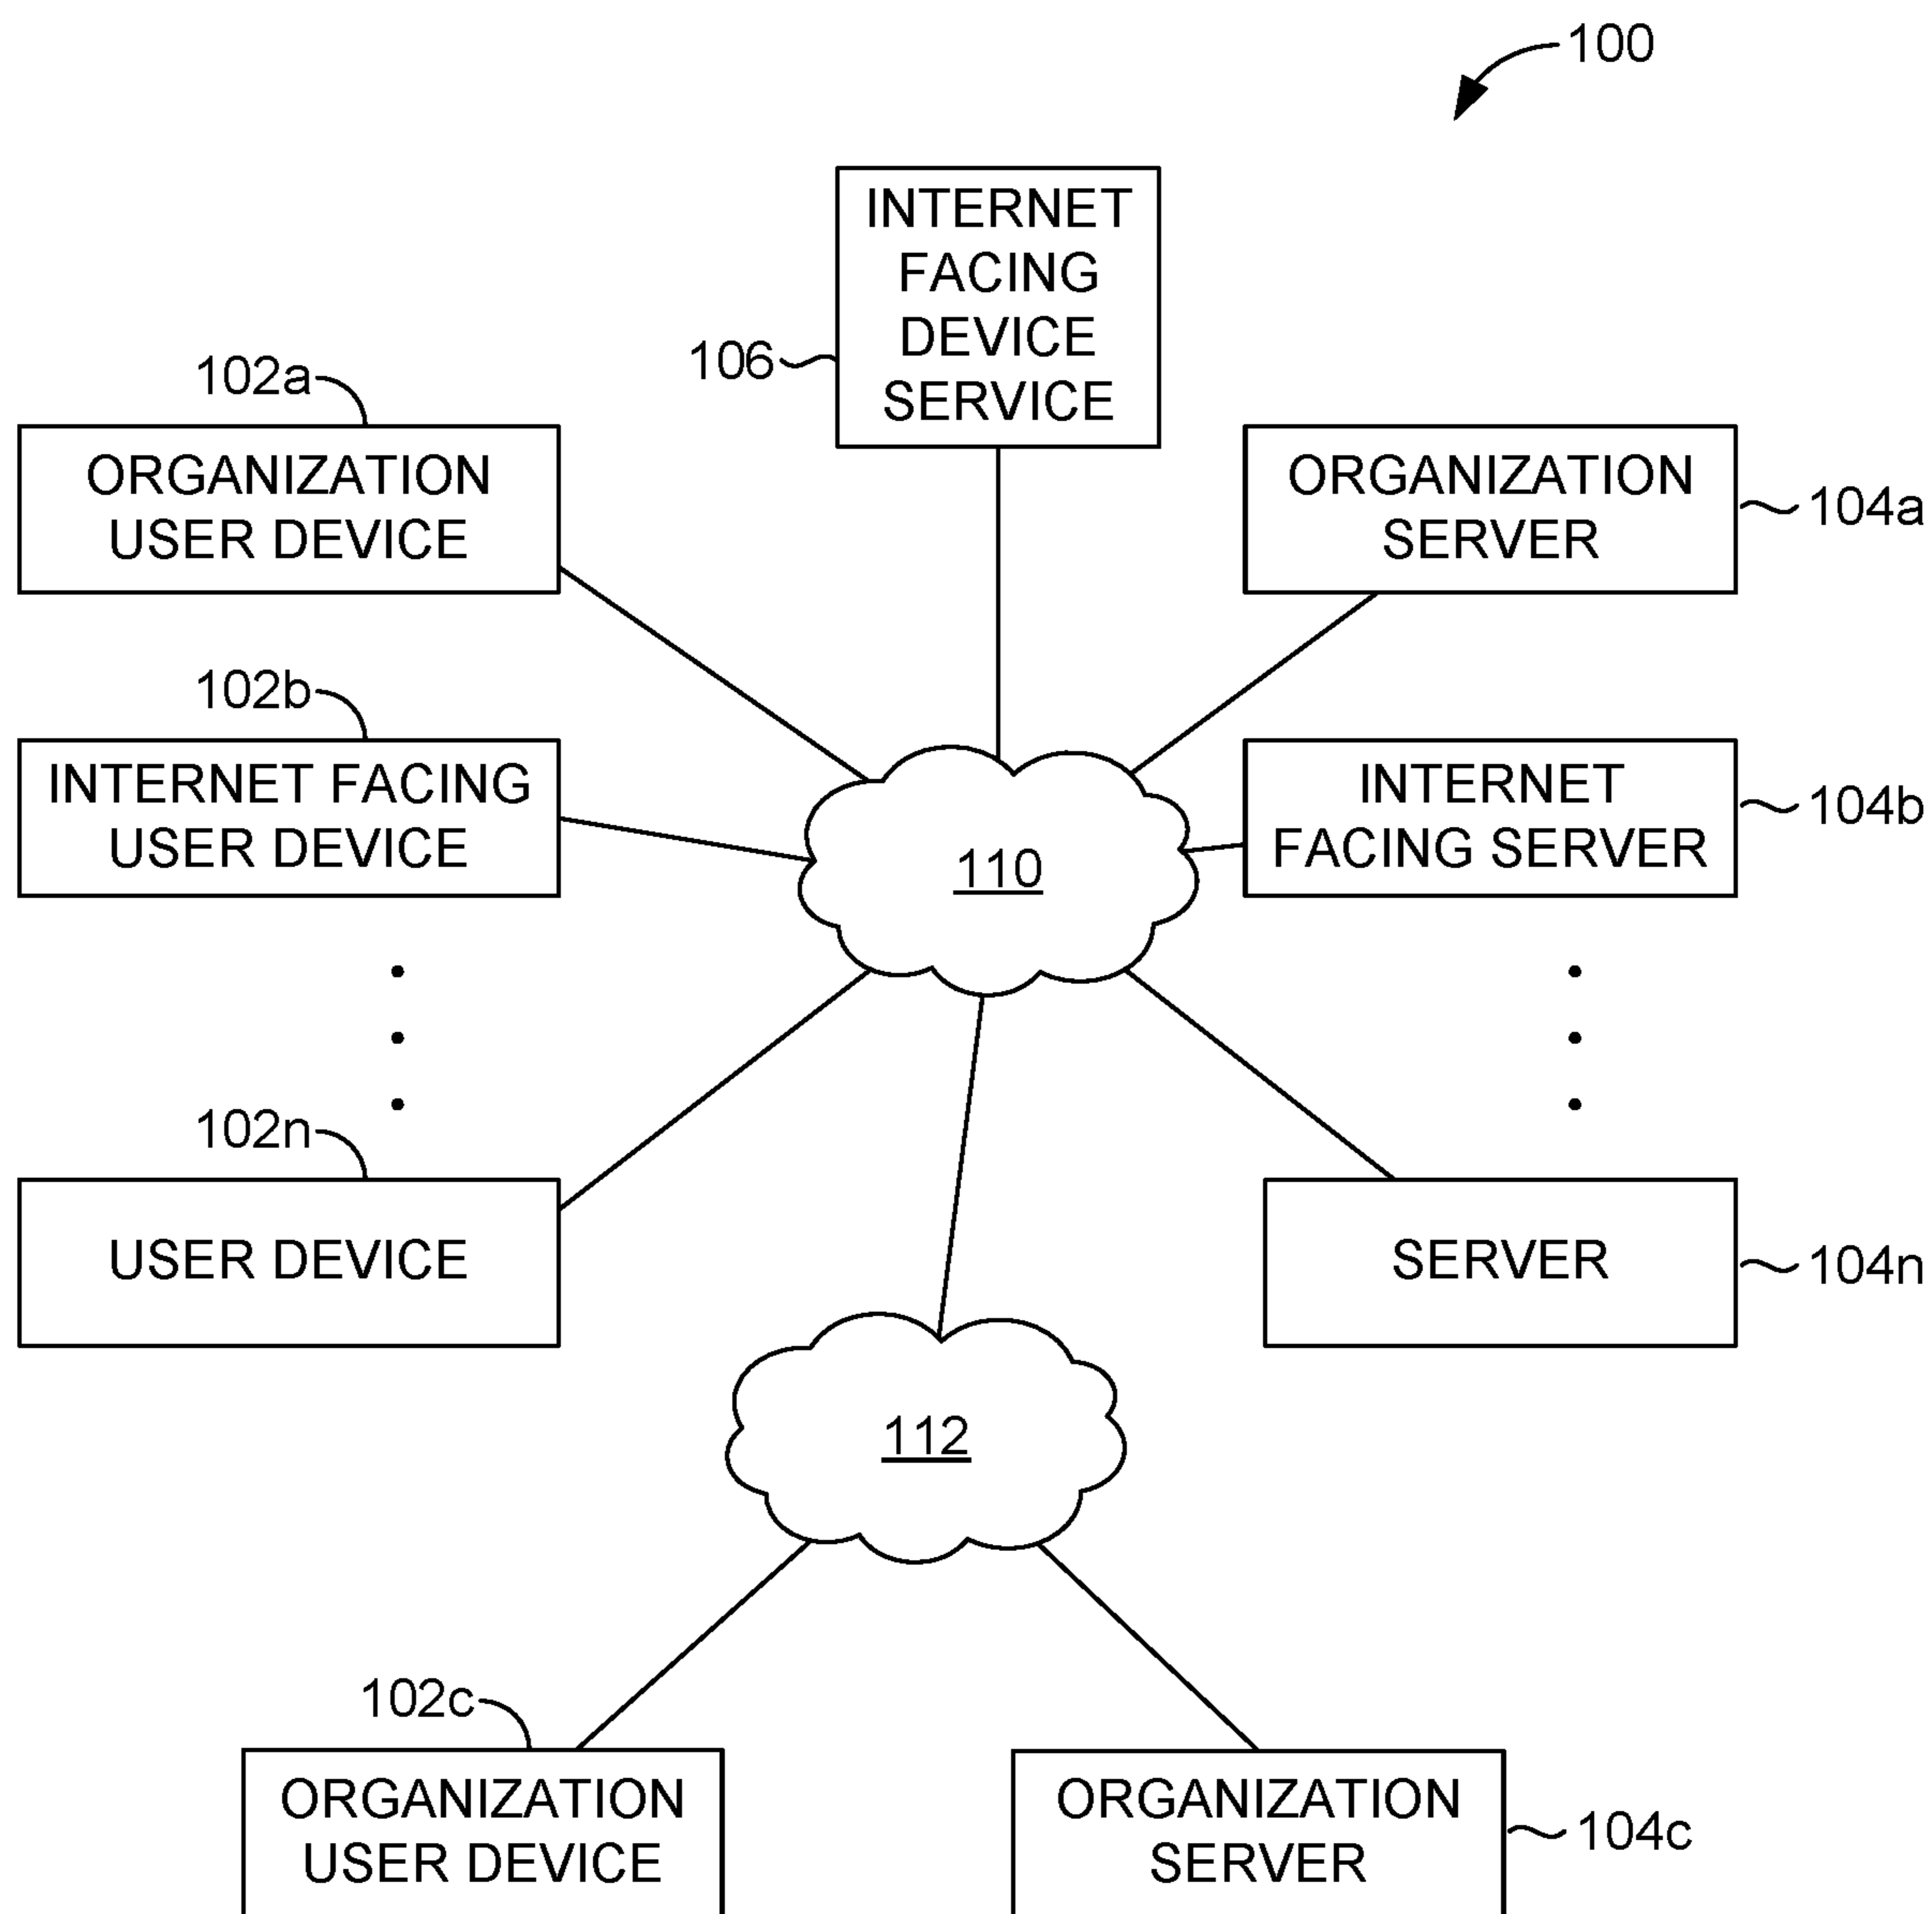 100
INTERNET
FACING
DEVICE
SERVICE
106
102a
ORGANIZATION
USER DEVICE
ORGANIZATION
SERVER
104a
102b
INTERNET FACING
USER DEVICE
INTERNET
FACING SERVER
104b
110
102n
USER DEVICE
SERVER
104n
112
102c
ORGANIZATION
USER DEVICE
ORGANIZATION
SERVER
104c